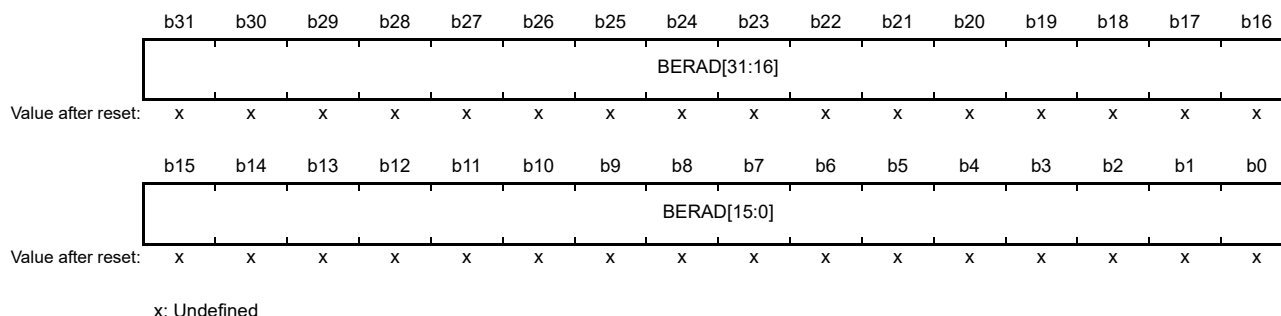 b31 b30 b29 b28 b27 b26 b25 b24 b23 b22 b21 b20 b19 b18 b17 b16
BERAD[31:16]
Value after reset: x x x x x x x x x x x x x x x x
b15 b14 b13 b12 b11 b10 b9 b8 b7 b6 b5 b4 b3 b2 b1 b0
BERAD[15:0]
Value after reset: x x x x x x x x x x x x x x x x
x: Undefined